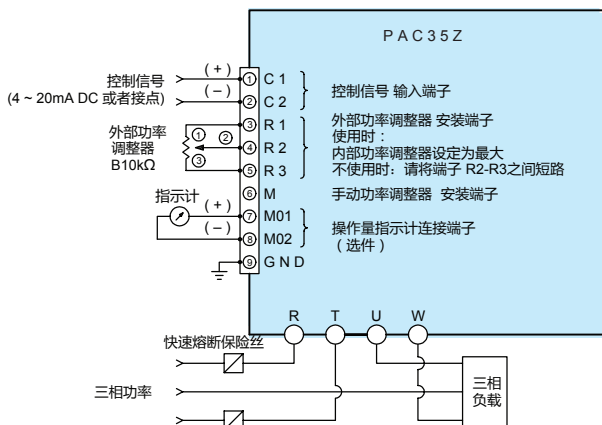 PAC35Z
控制信号
(4 ~ 20mA DC 或者接点)
(+)
(−)
① C1
② C2
控制信号 输入端子
外部功率
调整器
B10kΩ
①
②
③
③ R1
④ R2
⑤ R3
外部功率调整器 安装端子
使用时：
内部功率调整器设定为最大
不使用时：请将端子 R2-R3之间短路
⑥ M
手动功率调整器 安装端子
指示计
(+)
(−)
⑦ M01
⑧ M02
操作量指示计连接端子
(选件)
⑨ GND
R T U W
快速熔断保险丝
三相功率
三相
负载